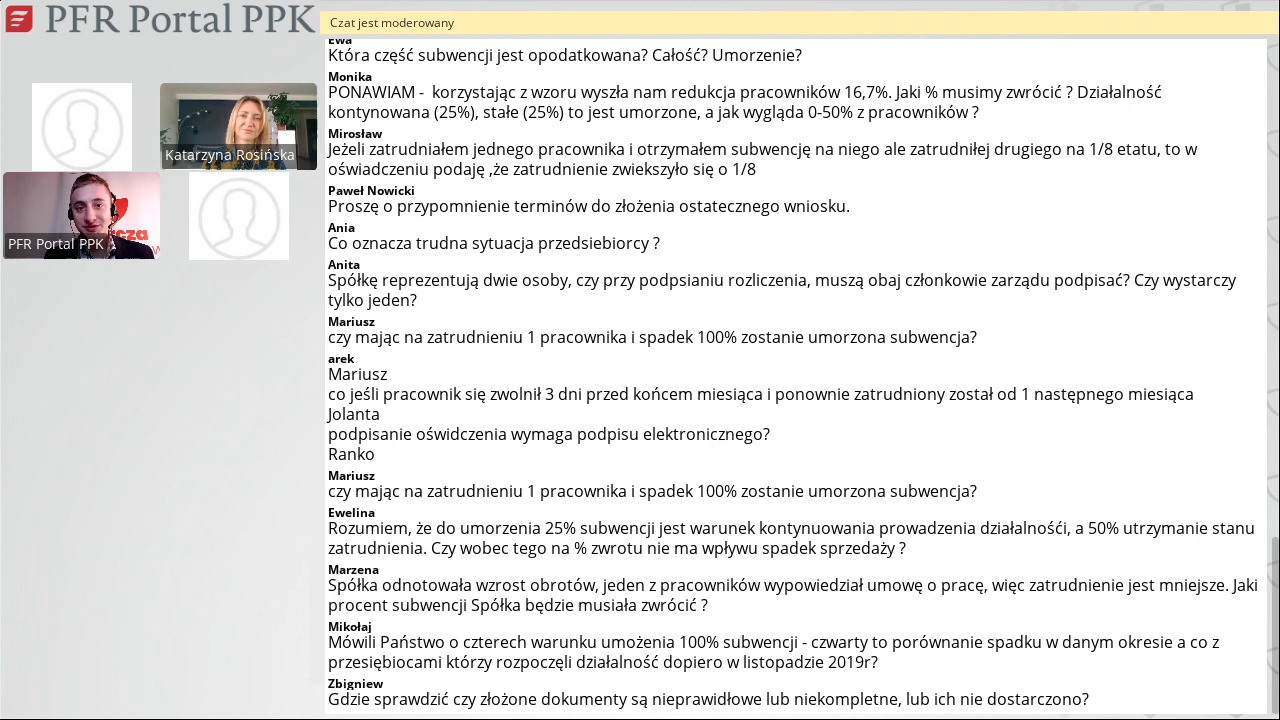 PFR Portal PPK
Czat jest moderowany
Katarzyna Rosińska
PFR Portal PPK
Ewa
Która część subwencji jest opodatkowana? Całość? Umorzenie?
Monika
PONAWIAM - korzystając z wzoru wyszła nam redukcja pracowników 16,7%. Jaki % musimy zwrócić ? Działalność
kontynowana (25%), stałe (25%) to jest umorzone, a jak wygląda 0-50% z pracowników ?
Mirosław
Jeżeli zatrudniałem jednego pracownika i otrzymałem subwencję na niego ale zatrudniłej drugiego na 1/8 etatu, to w
oświadczeniu podaję ,że zatrudnienie zwiekszyło się o 1/8
Paweł Nowicki
Proszę o przypomnienie terminów do złożenia ostatecznego wniosku.
Ania
Co oznacza trudna sytuacja przedsiebiorcy ?
Anita
Spółkę reprezentują dwie osoby, czy przy podpsianiu rozliczenia, muszą obaj członkowie zarządu podpisać? Czy wystarczy
tylko jeden?
Mariusz
czy mając na zatrudnieniu 1 pracownika i spadek 100% zostanie umorzona subwencja?
arek
Mariusz
co jeśli pracownik się zwolnił 3 dni przed końcem miesiąca i ponownie zatrudniony został od 1 następnego miesiąca
Jolanta
podpisanie oświdczenia wymaga podpisu elektronicznego?
Ranko
Mariusz
czy mając na zatrudnieniu 1 pracownika i spadek 100% zostanie umorzona subwencja?
Ewelina
Rozumiem, że do umorzenia 25% subwencji jest warunek kontynuowania prowadzenia działalnośći, a 50% utrzymanie stanu
zatrudnienia. Czy wobec tego na % zwrotu nie ma wpływu spadek sprzedaży ?
Marzena
Spółka odnotowała wzrost obrotów, jeden z pracowników wypowiedział umowę o pracę, więc zatrudnienie jest mniejsze. Jaki
procent subwencji Spółka będzie musiała zwrócić ?
Mikołaj
Mówili Państwo o czterech warunku umożenia 100% subwencji - czwarty to porównanie spadku w danym okresie a co z
przesiębiocami którzy rozpoczęli działalność dopiero w listopadzie 2019r?
Zbigniew
Gdzie sprawdzić czy złożone dokumenty są nieprawidłowe lub niekompletne, lub ich nie dostarczono?